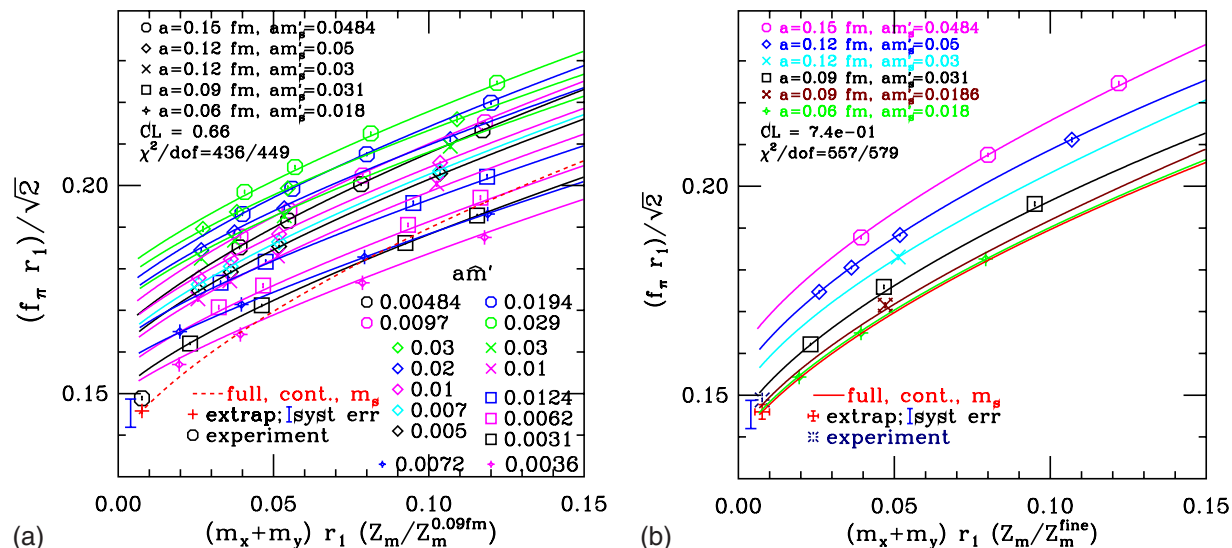 a=0.15 fm, am's=0.0484
a=0.12 fm, am's=0.05
a=0.12 fm, am's=0.03
a=0.09 fm, am's=0.031
a=0.06 fm, am's=0.018
CL = 0.66
χ²/dof=436/449
0.20
0.15
(fπ r₁)/√2
am̂'
0.00484
0.0194
0.0097
0.029
0.03
0.03
0.02
0.01
0.01
0.0124
0.007
0.0062
0.005
0.0031
0.0072
0.0036
full, cont., mₛ
extrap; syst err
experiment
0.00
0.05
0.10
0.15
(a)
(mₓ+m_y) r₁ (Z_m/Z_m^0.09fm)
a=0.15 fm, am's=0.0484
a=0.12 fm, am's=0.05
a=0.12 fm, am's=0.03
a=0.09 fm, am's=0.031
a=0.09 fm, am's=0.0186
a=0.06 fm, am's=0.018
CL = 7.4e-01
χ²/dof=557/579
0.20
0.15
(fπ r₁)/√2
full, cont., mₛ
extrap; syst err
experiment
0.00
0.05
0.10
0.15
(b)
(mₓ+m_y) r₁ (Z_m/Z_m^fine)